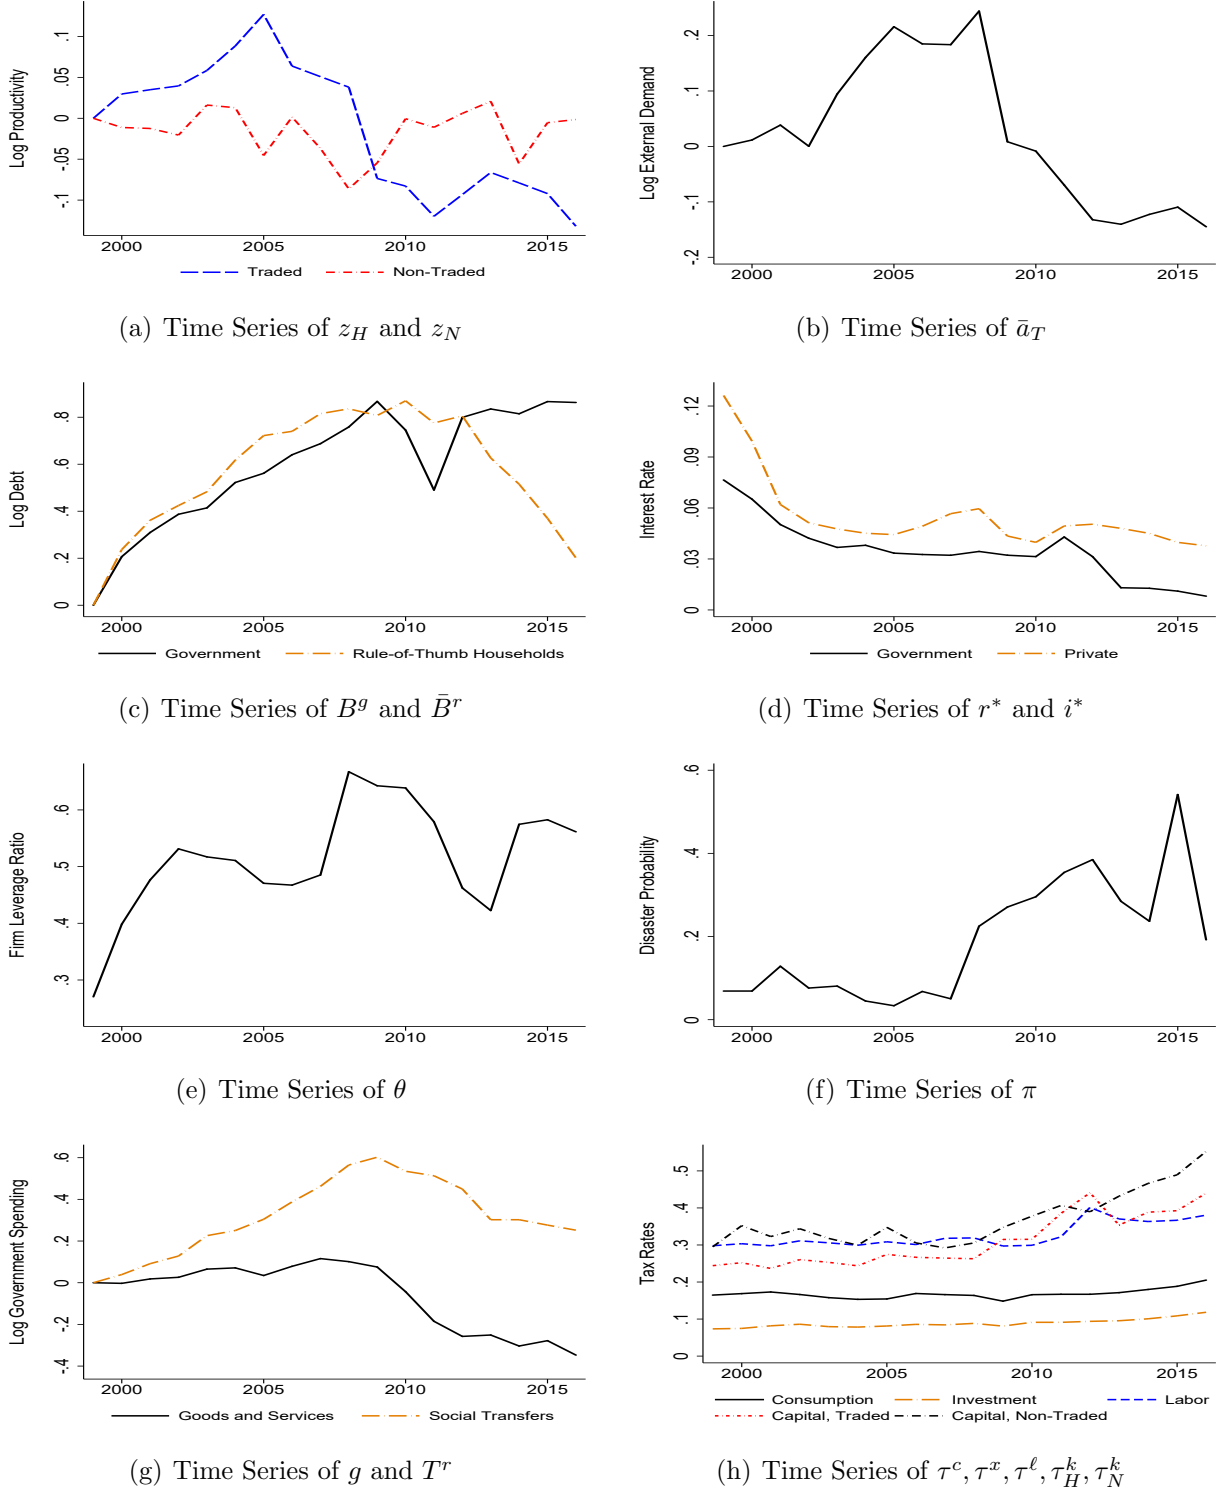 Log Productivity
.1
.05
0
-.05
-.1
2000 2005 2010 2015
Traded Non-Traded
(a) Time Series of z_H and z_N
Log External Demand
.2
.1
0
-.1
-.2
2000 2005 2010 2015
(b) Time Series of ā_T
Log Debt
.8
.6
.4
.2
0
2000 2005 2010 2015
Government Rule-of-Thumb Households
(c) Time Series of B^g and B̄^r
Interest Rate
.12
.09
.06
.03
0
2000 2005 2010 2015
Government Private
(d) Time Series of r* and i*
Firm Leverage Ratio
.6
.5
.4
.3
2000 2005 2010 2015
(e) Time Series of θ
Disaster Probability
.6
.4
.2
0
2000 2005 2010 2015
(f) Time Series of π
Log Government Spending
.6
.4
.2
0
-.2
-.4
2000 2005 2010 2015
Goods and Services Social Transfers
(g) Time Series of g and T^r
Tax Rates
.5
.4
.3
.2
.1
0
2000 2005 2010 2015
Consumption Investment Labor
Capital, Traded Capital, Non-Traded
(h) Time Series of τ^c, τ^x, τ^ℓ, τ_H^k, τ_N^k